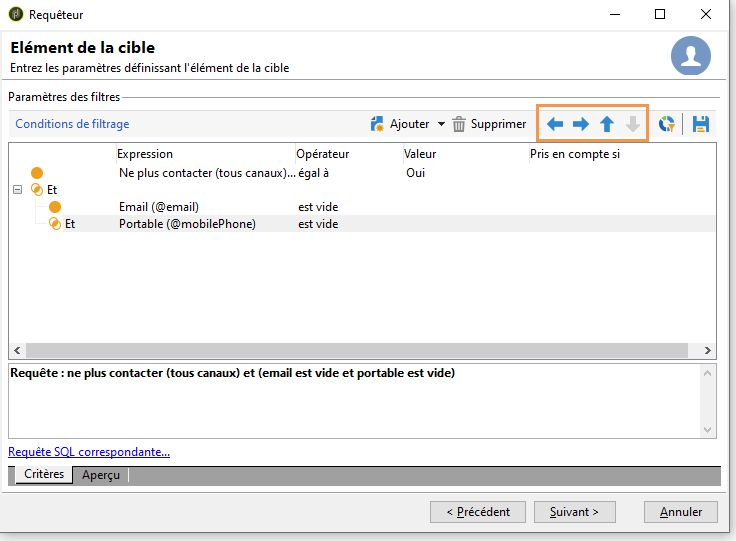 Requêteur
Elément de la cible
Entrez les paramètres définissant l'élément de la cible
Paramètres des filtres
Conditions de filtrage Ajouter Supprimer
Expression Opérateur Valeur Pris en compte si
Ne plus contacter (tous canaux)... égal à Oui
Et
Email (@email) est vide
Et Portable (@mobilePhone) est vide
Requête : ne plus contacter (tous canaux) et (email est vide et portable est vide)
Requête SQL correspondante...
Critères Aperçu
< Précédent Suivant > Annuler